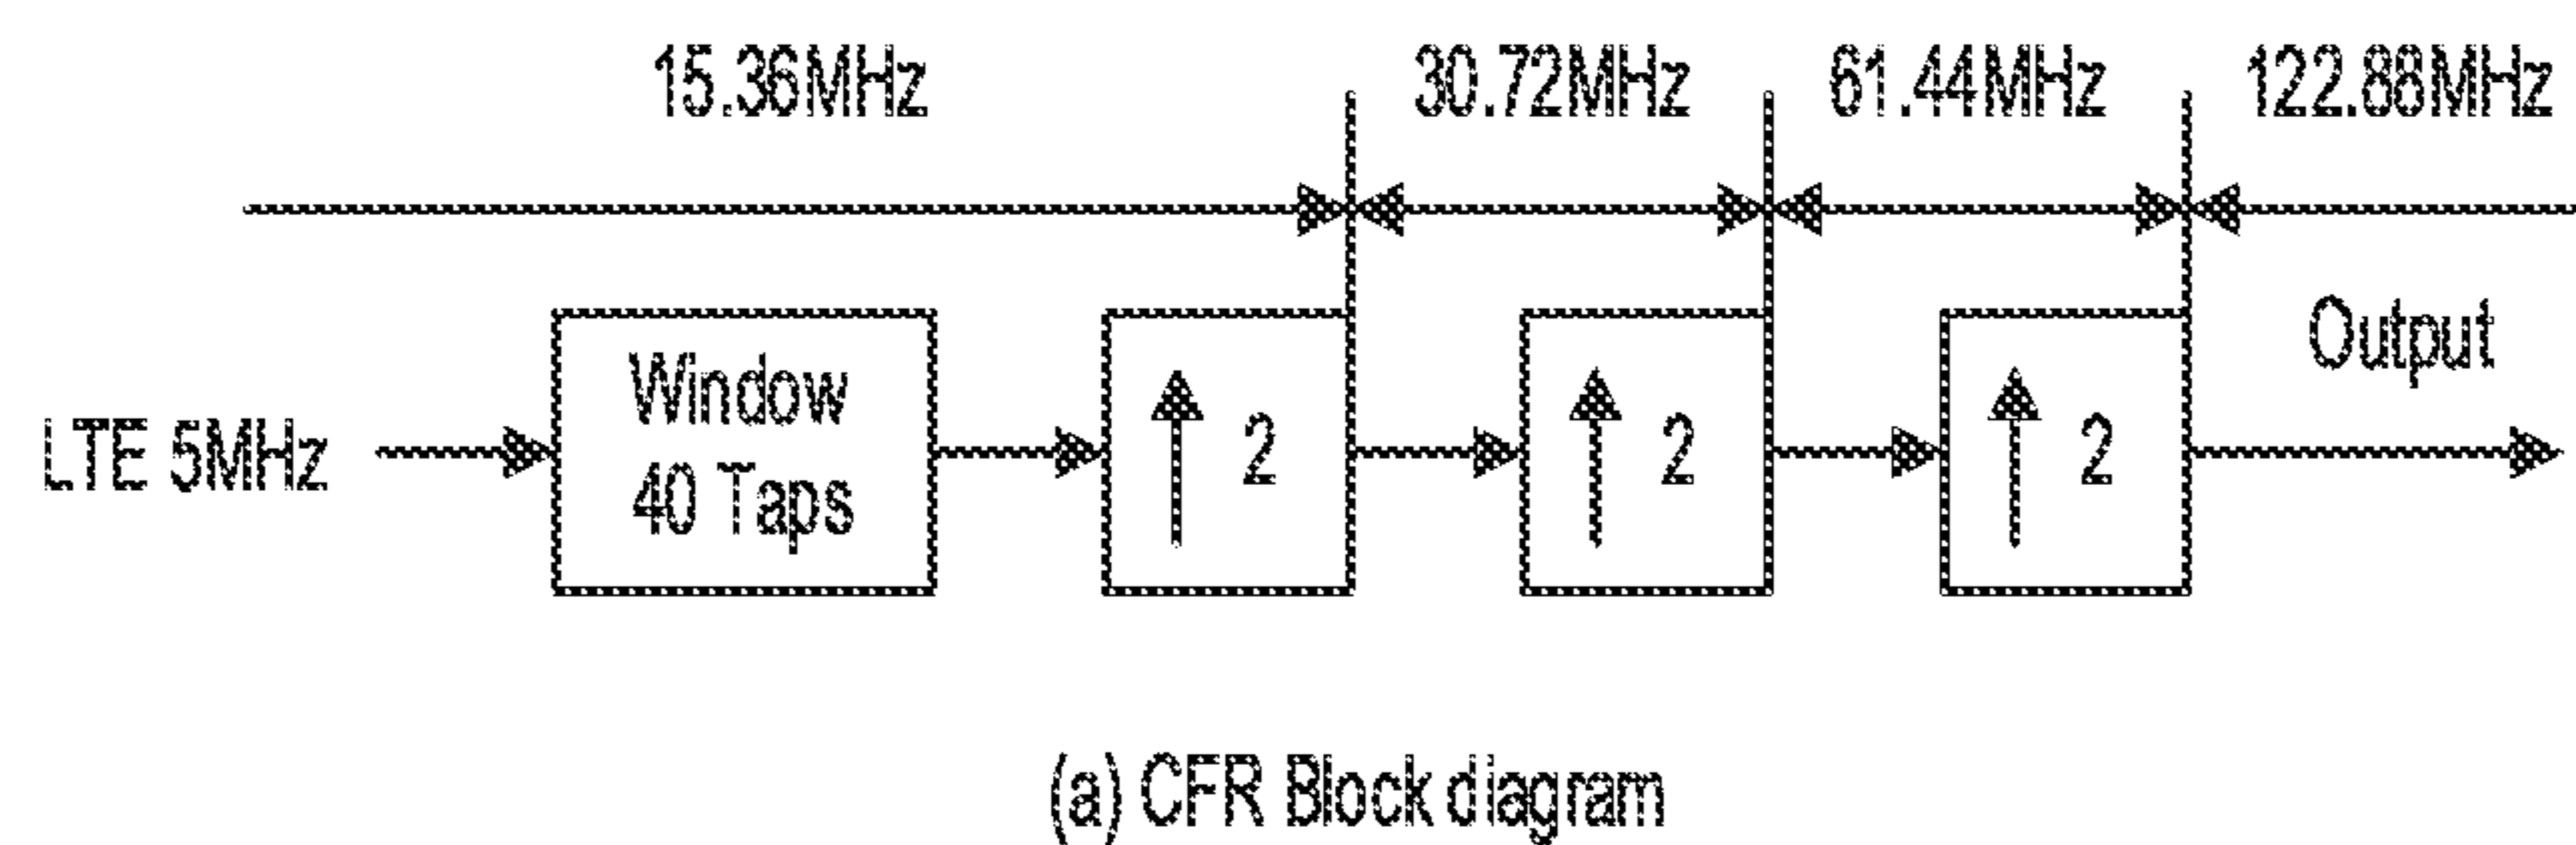 15.36MHz 30.72MHz 61.44MHz 122.88MHz
LTE 5MHz
Window
40 Taps
2
2
2
Output
(a) CFR Block diagram